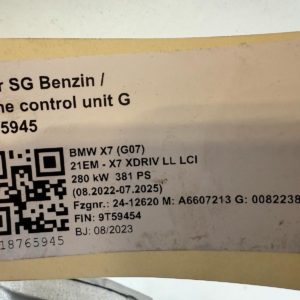 r SG Benzin /
ne control unit G
5945
BMW X7 (G07)
21EM - X7 XDRIV LL LCI
280 kW 381 PS
(08.2022-07.2025)
Fzgnr.: 24-12620 M: A6607213 G: 0082238
FIN: 9T59454
BJ: 08/2023
18765945